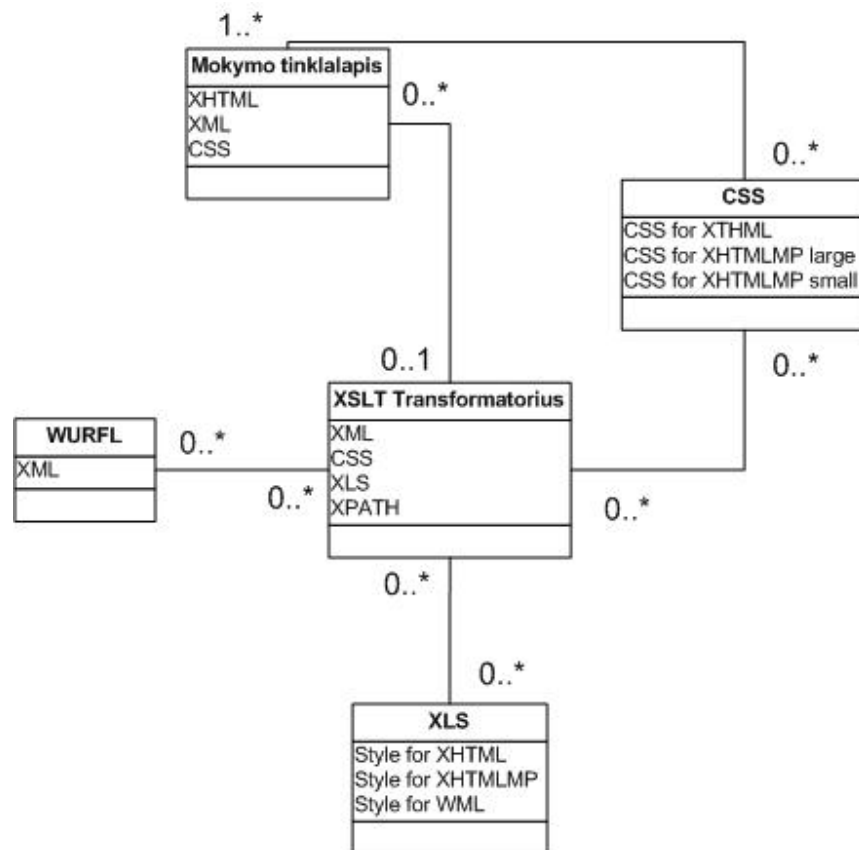 1..*
Mokymo tinklalapis
XHTML
XML
CSS
0..*
0..*
CSS
CSS for XTHML
CSS for XHTMLMP large
CSS for XHTMLMP small
0..*
0..1
XSLT Transformatorius
XML
CSS
XLS
XPATH
WURFL
XML
0..*
0..*
0..*
0..*
0..*
XLS
Style for XHTML
Style for XHTMLMP
Style for WML